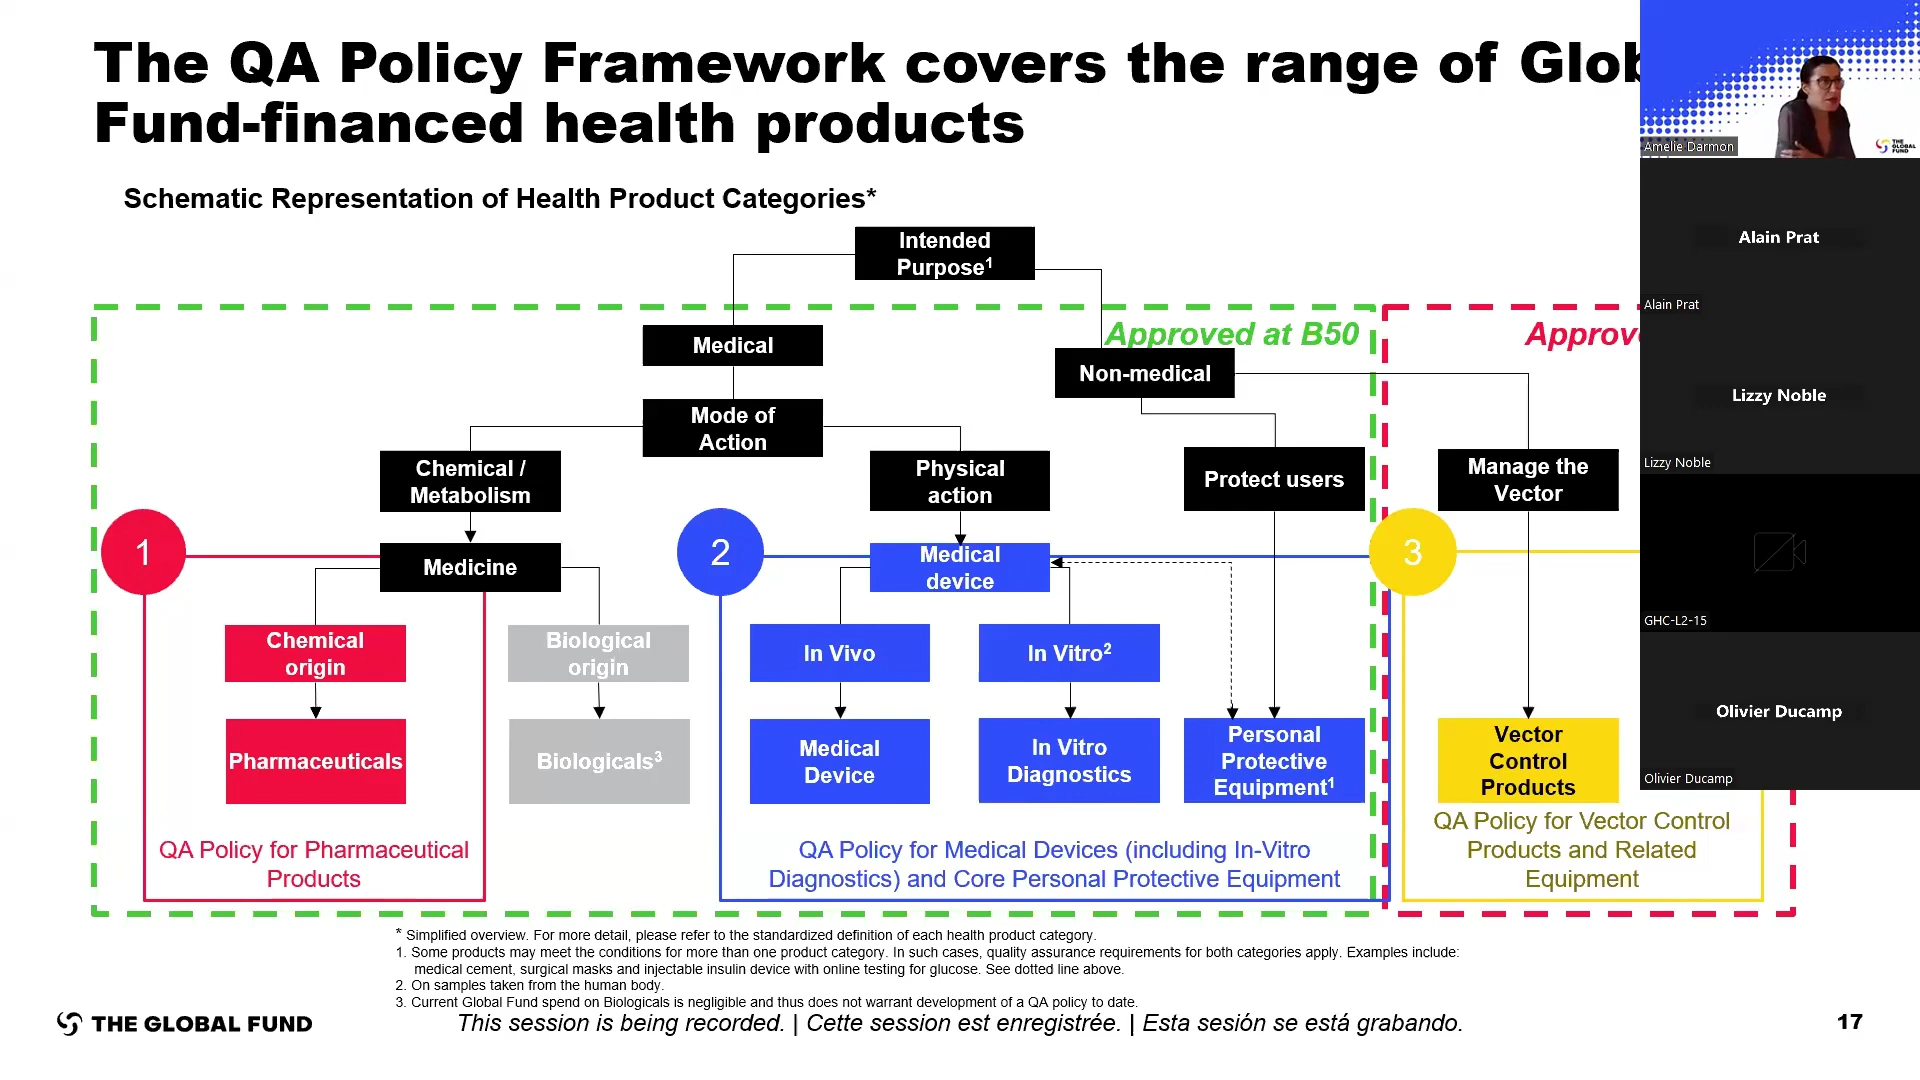 The QA Policy Framework covers the range of Glob
Fund-financed health products
Schematic Representation of Health Product Categories*
Intended
Purpose¹
Approved at B50
Medical
Non-medical
Mode of
Action
Chemical /
Metabolism
Physical
action
Protect users
Manage the
Vector
1
Medicine
2
Medical
device
3
Chemical
origin
Biological
origin
In Vivo
In Vitro²
Pharmaceuticals
Biologicals³
Medical
Device
In Vitro
Diagnostics
Personal
Protective
Equipment¹
Vector
Control
Products
QA Policy for Pharmaceutical
Products
QA Policy for Medical Devices (including In-Vitro
Diagnostics) and Core Personal Protective Equipment
QA Policy for Vector Control
Products and Related
Equipment
* Simplified overview. For more detail, please refer to the standardized definition of each health product category.
1. Some products may meet the conditions for more than one product category. In such cases, quality assurance requirements for both categories apply. Examples include:
medical cement, surgical masks and injectable insulin device with online testing for glucose. See dotted line above.
2. On samples taken from the human body.
3. Current Global Fund spend on Biologicals is negligible and thus does not warrant development of a QA policy to date.
THE GLOBAL FUND
This session is being recorded. | Cette session est enregistrée. | Esta sesión se está grabando.
17
Amelie Darmon
THE
GLOBAL
FUND
Alain Prat
Alain Prat
Lizzy Noble
Lizzy Noble
GHC-L2-15
Olivier Ducamp
Olivier Ducamp